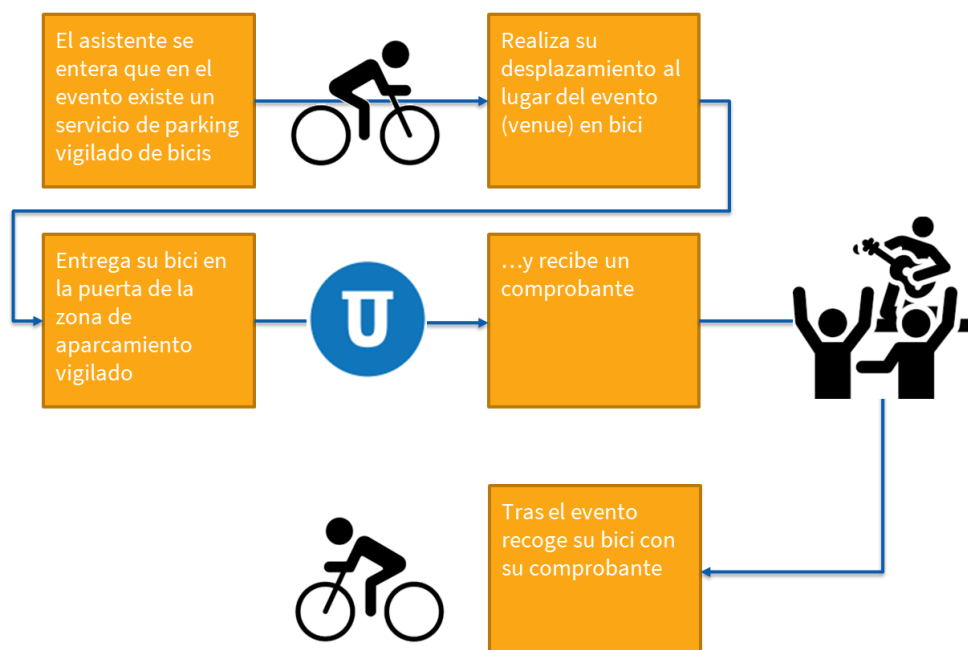 El asistente se
entera que en el
evento existe un
servicio de parking
vigilado de bicis
Realiza su
desplazamiento al
lugar del evento
(venue) en bici
Entrega su bici en
la puerta de la
zona de
aparcamiento
vigilado
U
…y recibe un
comprobante
Tras el evento
recoge su bici con
su comprobante